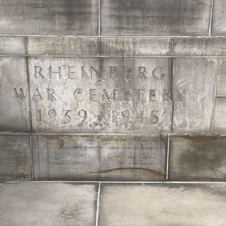 RHEINBERG
WAR CEMETERY
1939 – 1945